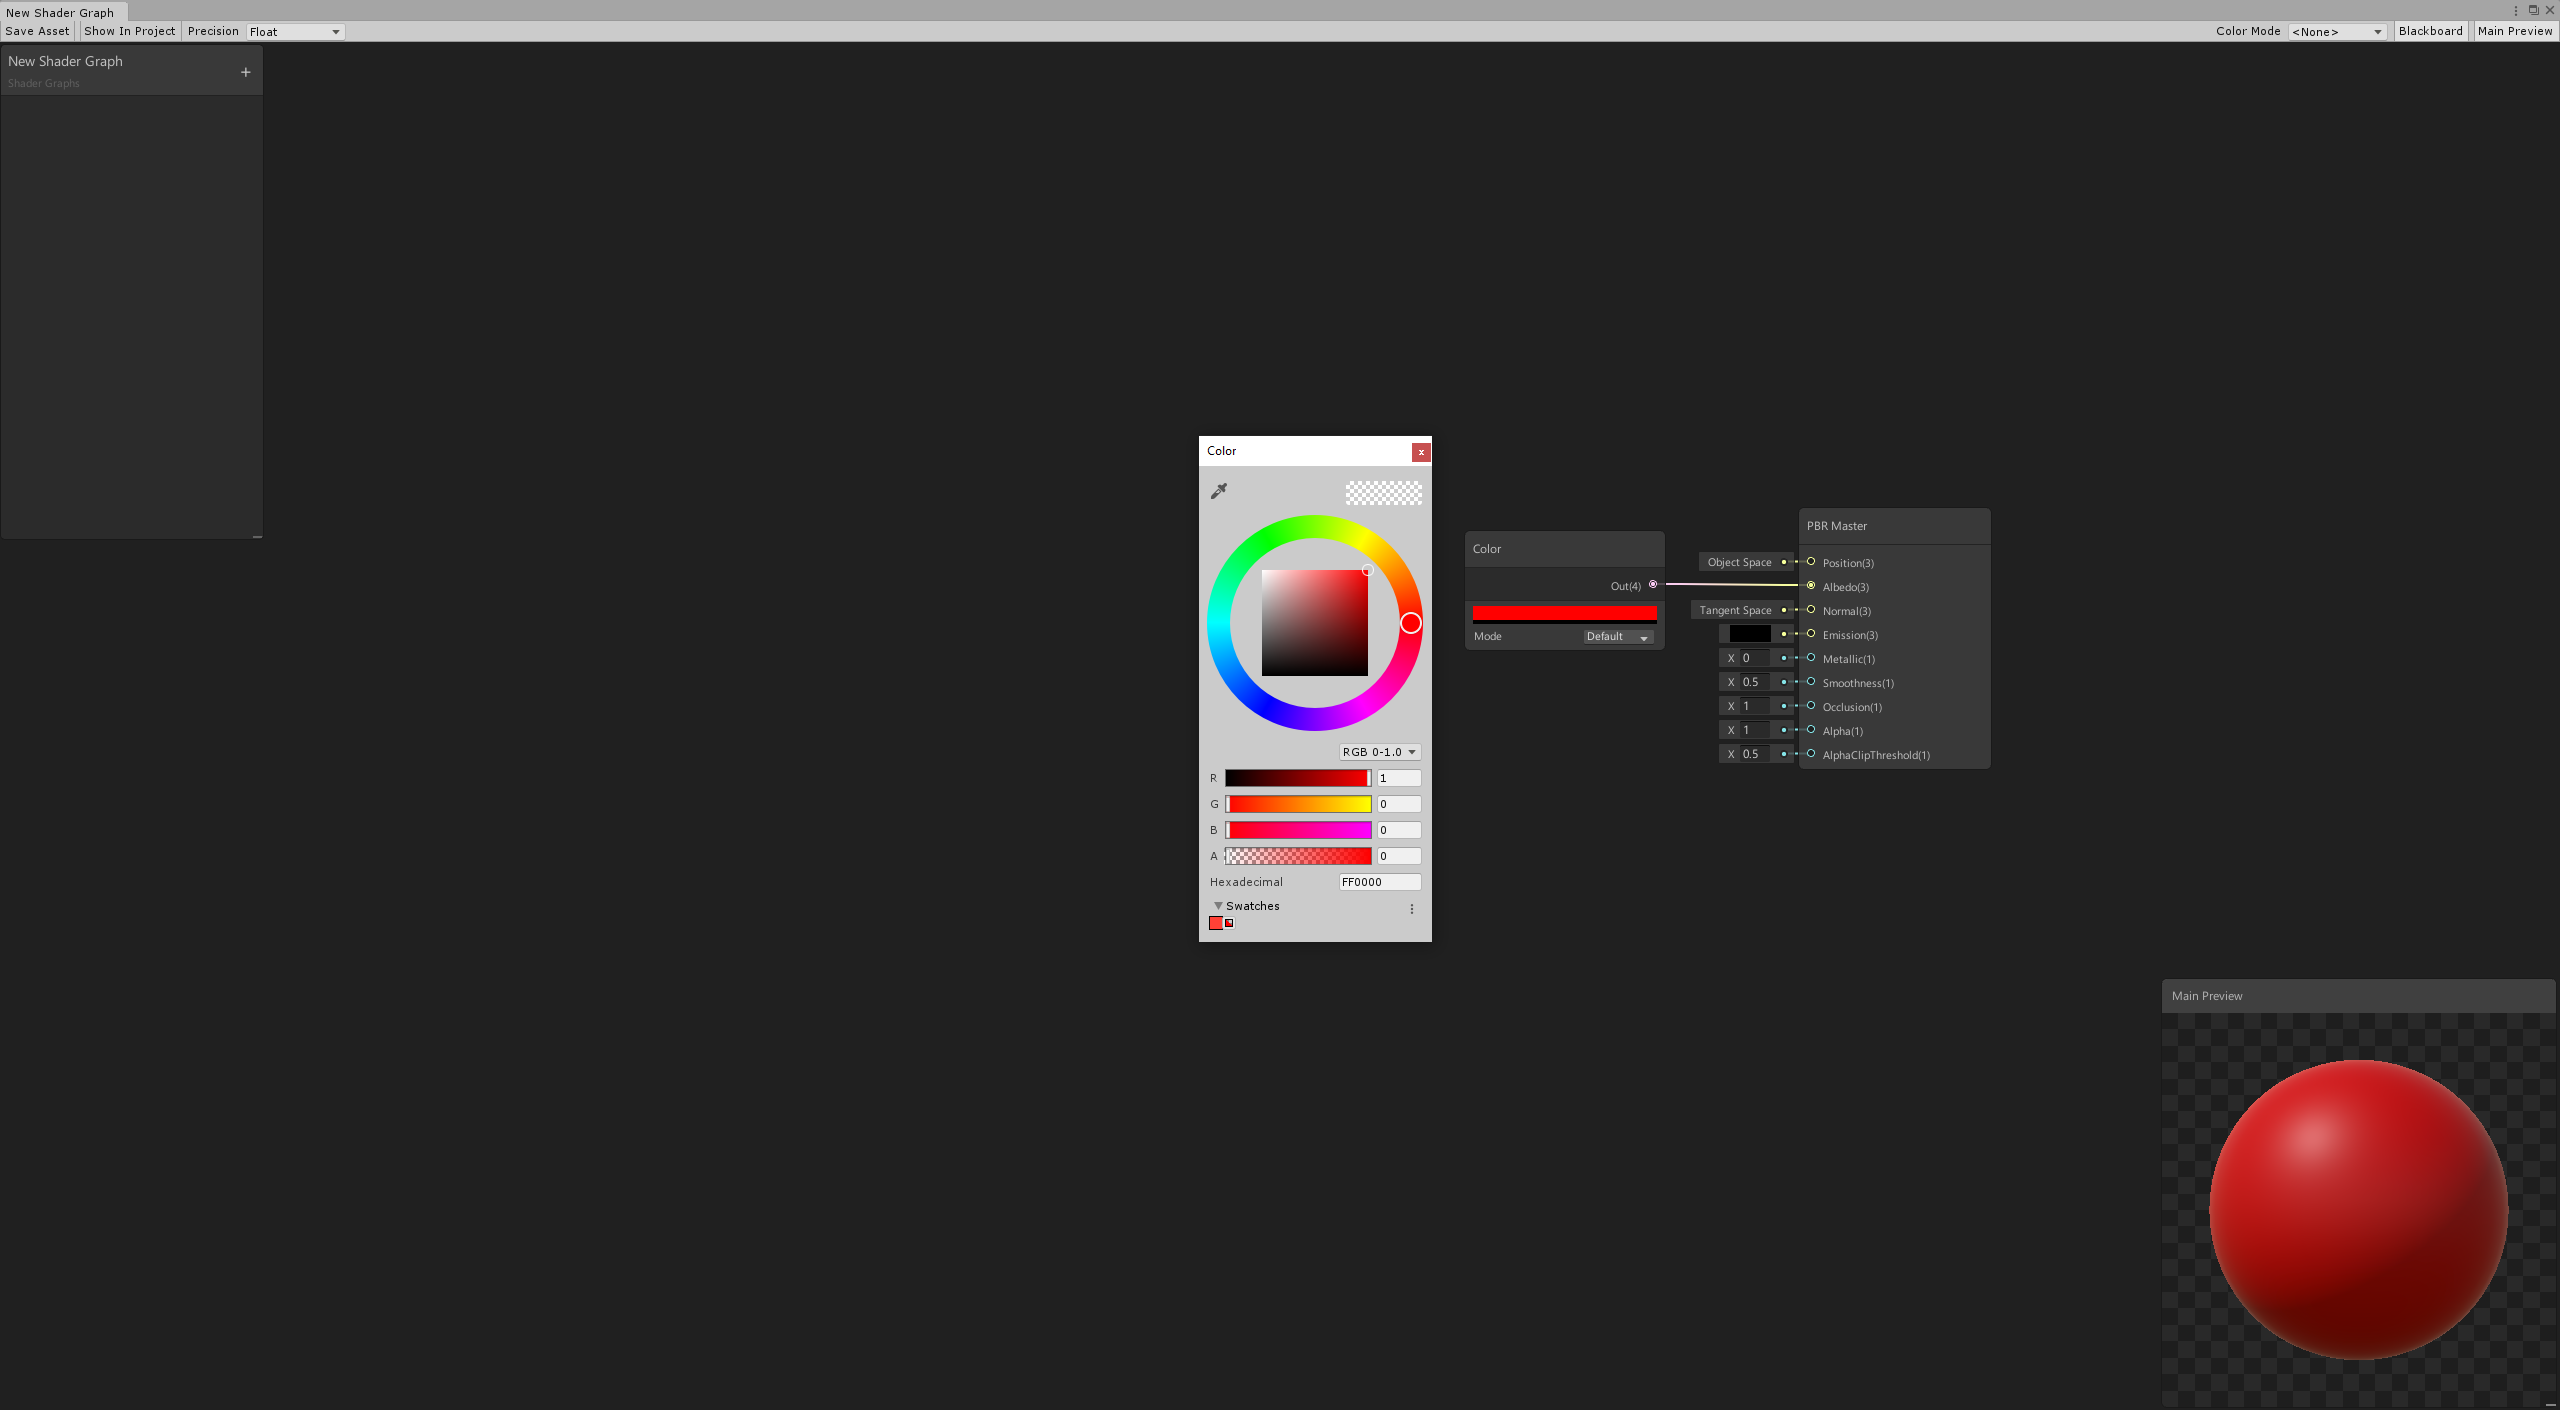 New Shader Graph
Save Asset Show In Project Precision Float Color Mode <None> Blackboard Main Preview
New Shader Graph
+
Shader Graphs
Color x
RGB 0-1.0
R 1
G 0
B 0
A 0
Hexadecimal FF0000
Swatches
Color
Out(4)
Mode Default
PBR Master
Object Space Position(3)
Albedo(3)
Tangent Space Normal(3)
Emission(3)
X 0 Metallic(1)
X 0.5 Smoothness(1)
X 1 Occlusion(1)
X 1 Alpha(1)
X 0.5 AlphaClipThreshold(1)
Main Preview